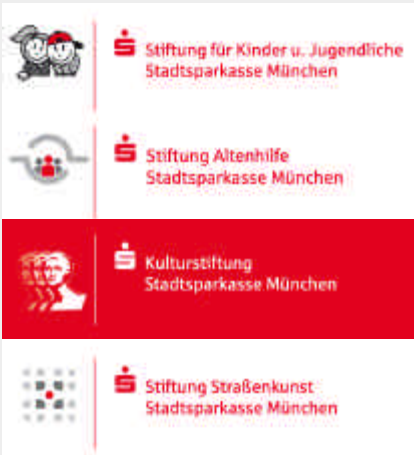 Stiftung für Kinder u. Jugendliche
Stadtsparkasse München
Stiftung Altenhilfe
Stadtsparkasse München
Kulturstiftung
Stadtsparkasse München
Stiftung Straßenkunst
Stadtsparkasse München